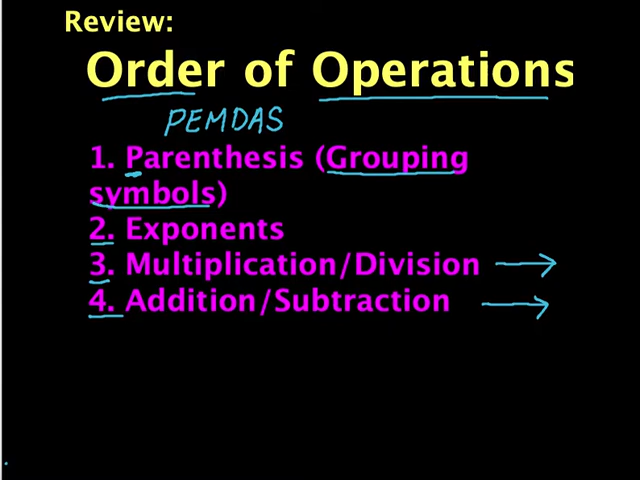 Review:
Order of Operations
PEMDAS
1. Parenthesis (Grouping
symbols)
2. Exponents
3. Multiplication/Division
4. Addition/Subtraction